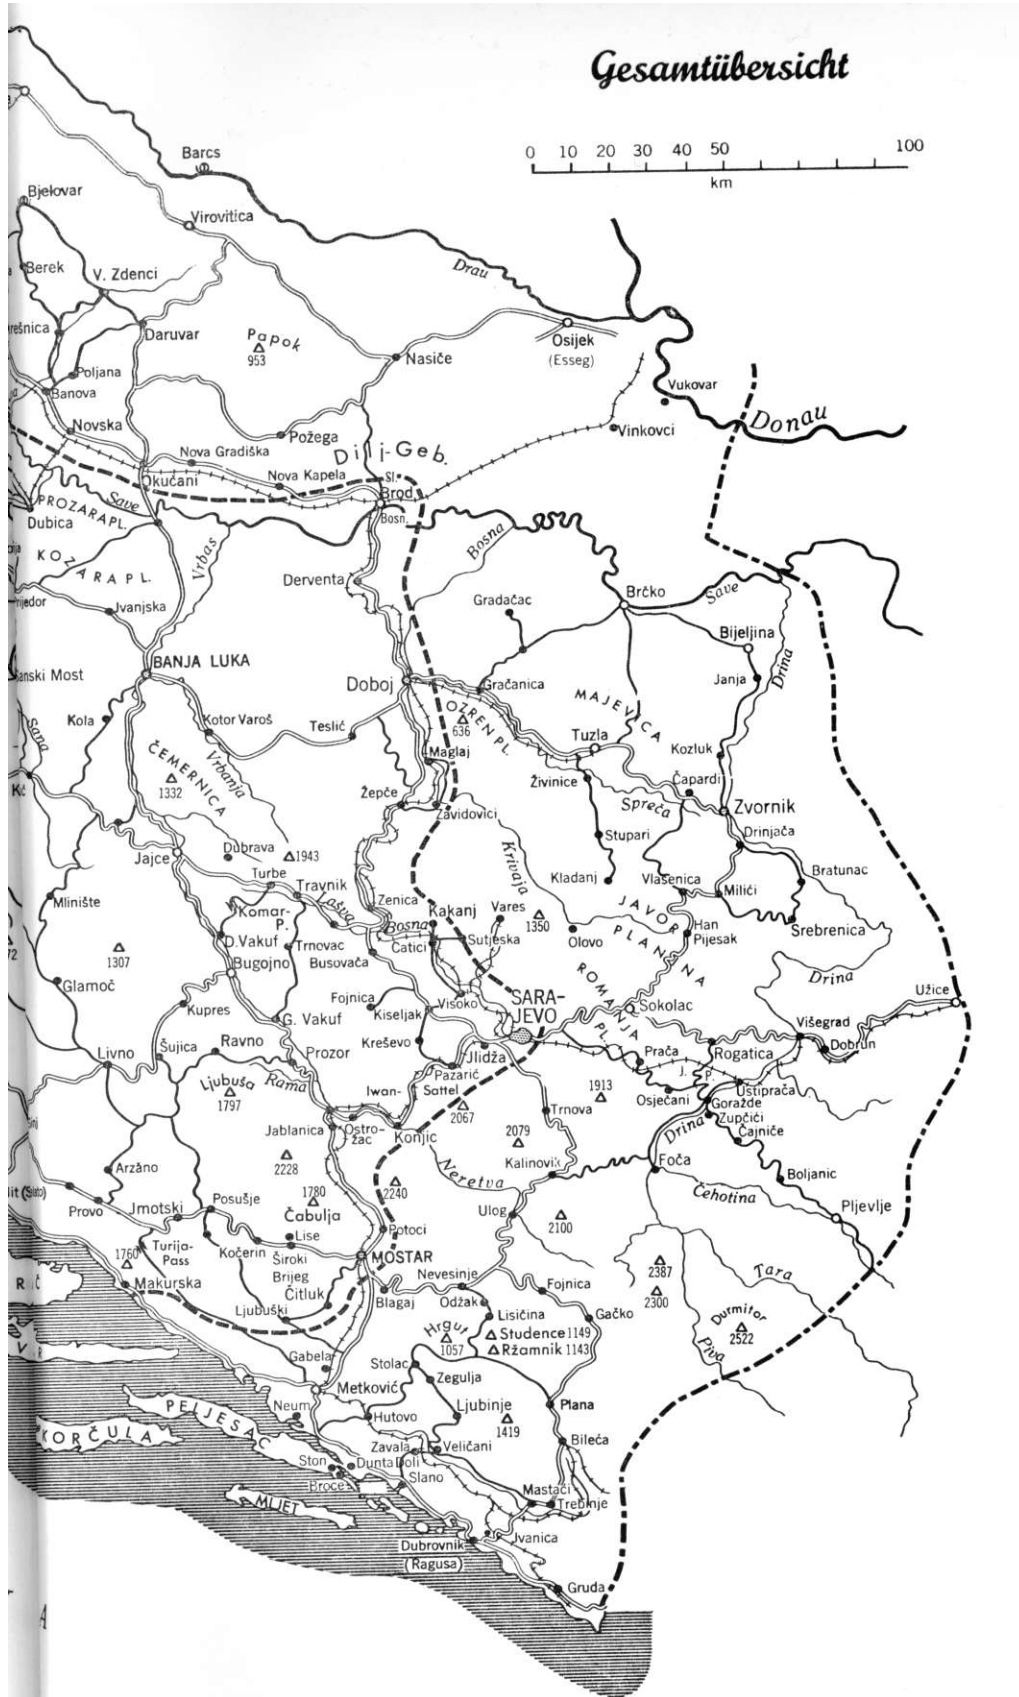 Gesamtübersicht
0 10 20 30 40 50 100
km
Barcs
Bjelovar
Virovitica
Berek
V. Zdenci
Drau
Daruvar
Papok
953
Osijek
(Esseg)
Nasiče
Poljana
Banova
Vukovar
Donau
Novska
Požega
Vinkovci
Nova Gradiška
Dilj-Geb.
Okučani
Nova Kapela
Sl.
Brod
Bosn.
Save
PROZARA PL.
Dubica
KOZARA PL.
Vrbas
Bosna
Derventa
Gradačac
Brčko
Save
Jvanjska
Bijeljina
BANJA LUKA
Drina
Doboj
Janja
Gračanica
Sana
Kola
Kotor Varoš
Teslić
OZREN PL.
636
MAJEVICA
Tuzla
Kozluk
ČEMERNICA
1332
Vrbanja
Maglaj
Živinice
Čapardi
Žepče
Zavidovici
Spreča
Zvornik
Stupari
Drinjača
Jajce
Dubrava
1943
Krivaja
Kladanj
Bratunac
Turbe
Travnik
Vlasenica
Milići
Mlinište
Komar-
P.
Lašva
Zenica
Kakanj
Vares
1350
JAVOR
PLANINA
Han
Pijesak
Srebrenica
Bosna
D. Vakuf
Trnovac
Busovača
Catici
Sutjeska
Olovo
1307
Bugojno
Glamoč
Drina
Fojnica
Visoko
SARA-
JEVO
ROMANJA
PL.
Sokolac
Užice
Kupres
Kiseljak
G. Vakuf
Višegrad
Kreševo
Dobrun
Livno
Šujica
Ravno
Prozor
Jlidža
Prača
Rogatica
Pazarić
J.
P.
Ljubuša
1797
Rama
Iwan-
Sattel
2067
1913
Osječani
Ustiprača
Goražde
Zupčići
Trnova
Jablanica
Ostro-
žac
Konjic
2079
Drina
Čajniče
Kalinovik
Foča
Arzăno
2228
Neretva
Boljanic
1780
Čabulja
2240
Čehotina
Provo
Jmotski
Posušje
Ulog
2100
Pljevlje
Lise
Potoci
1760
Turija-
Pass
Kočerin
Široki
Brijeg
MOSTAR
Makurska
Čitluk
Nevesinje
Fojnica
2387
2300
Tara
Ljubuški
Blagaj
Odžak
Lisičina
Gačko
Durmitor
2522
Hrgut
1057
Studence 1149
Ržamnik 1143
Piva
Gabela
Stolac
Metković
Zegulja
Neum
Hutovo
Ljubinje
1419
Plana
PELJESAC
KORČULA
Zavala
Veličani
Bileća
Ston
Dunta Doli
Broce
Slano
MLJET
Mastaći
Trebinje
Dubrovnik
(Ragusa)
Jvanica
Gruda
A